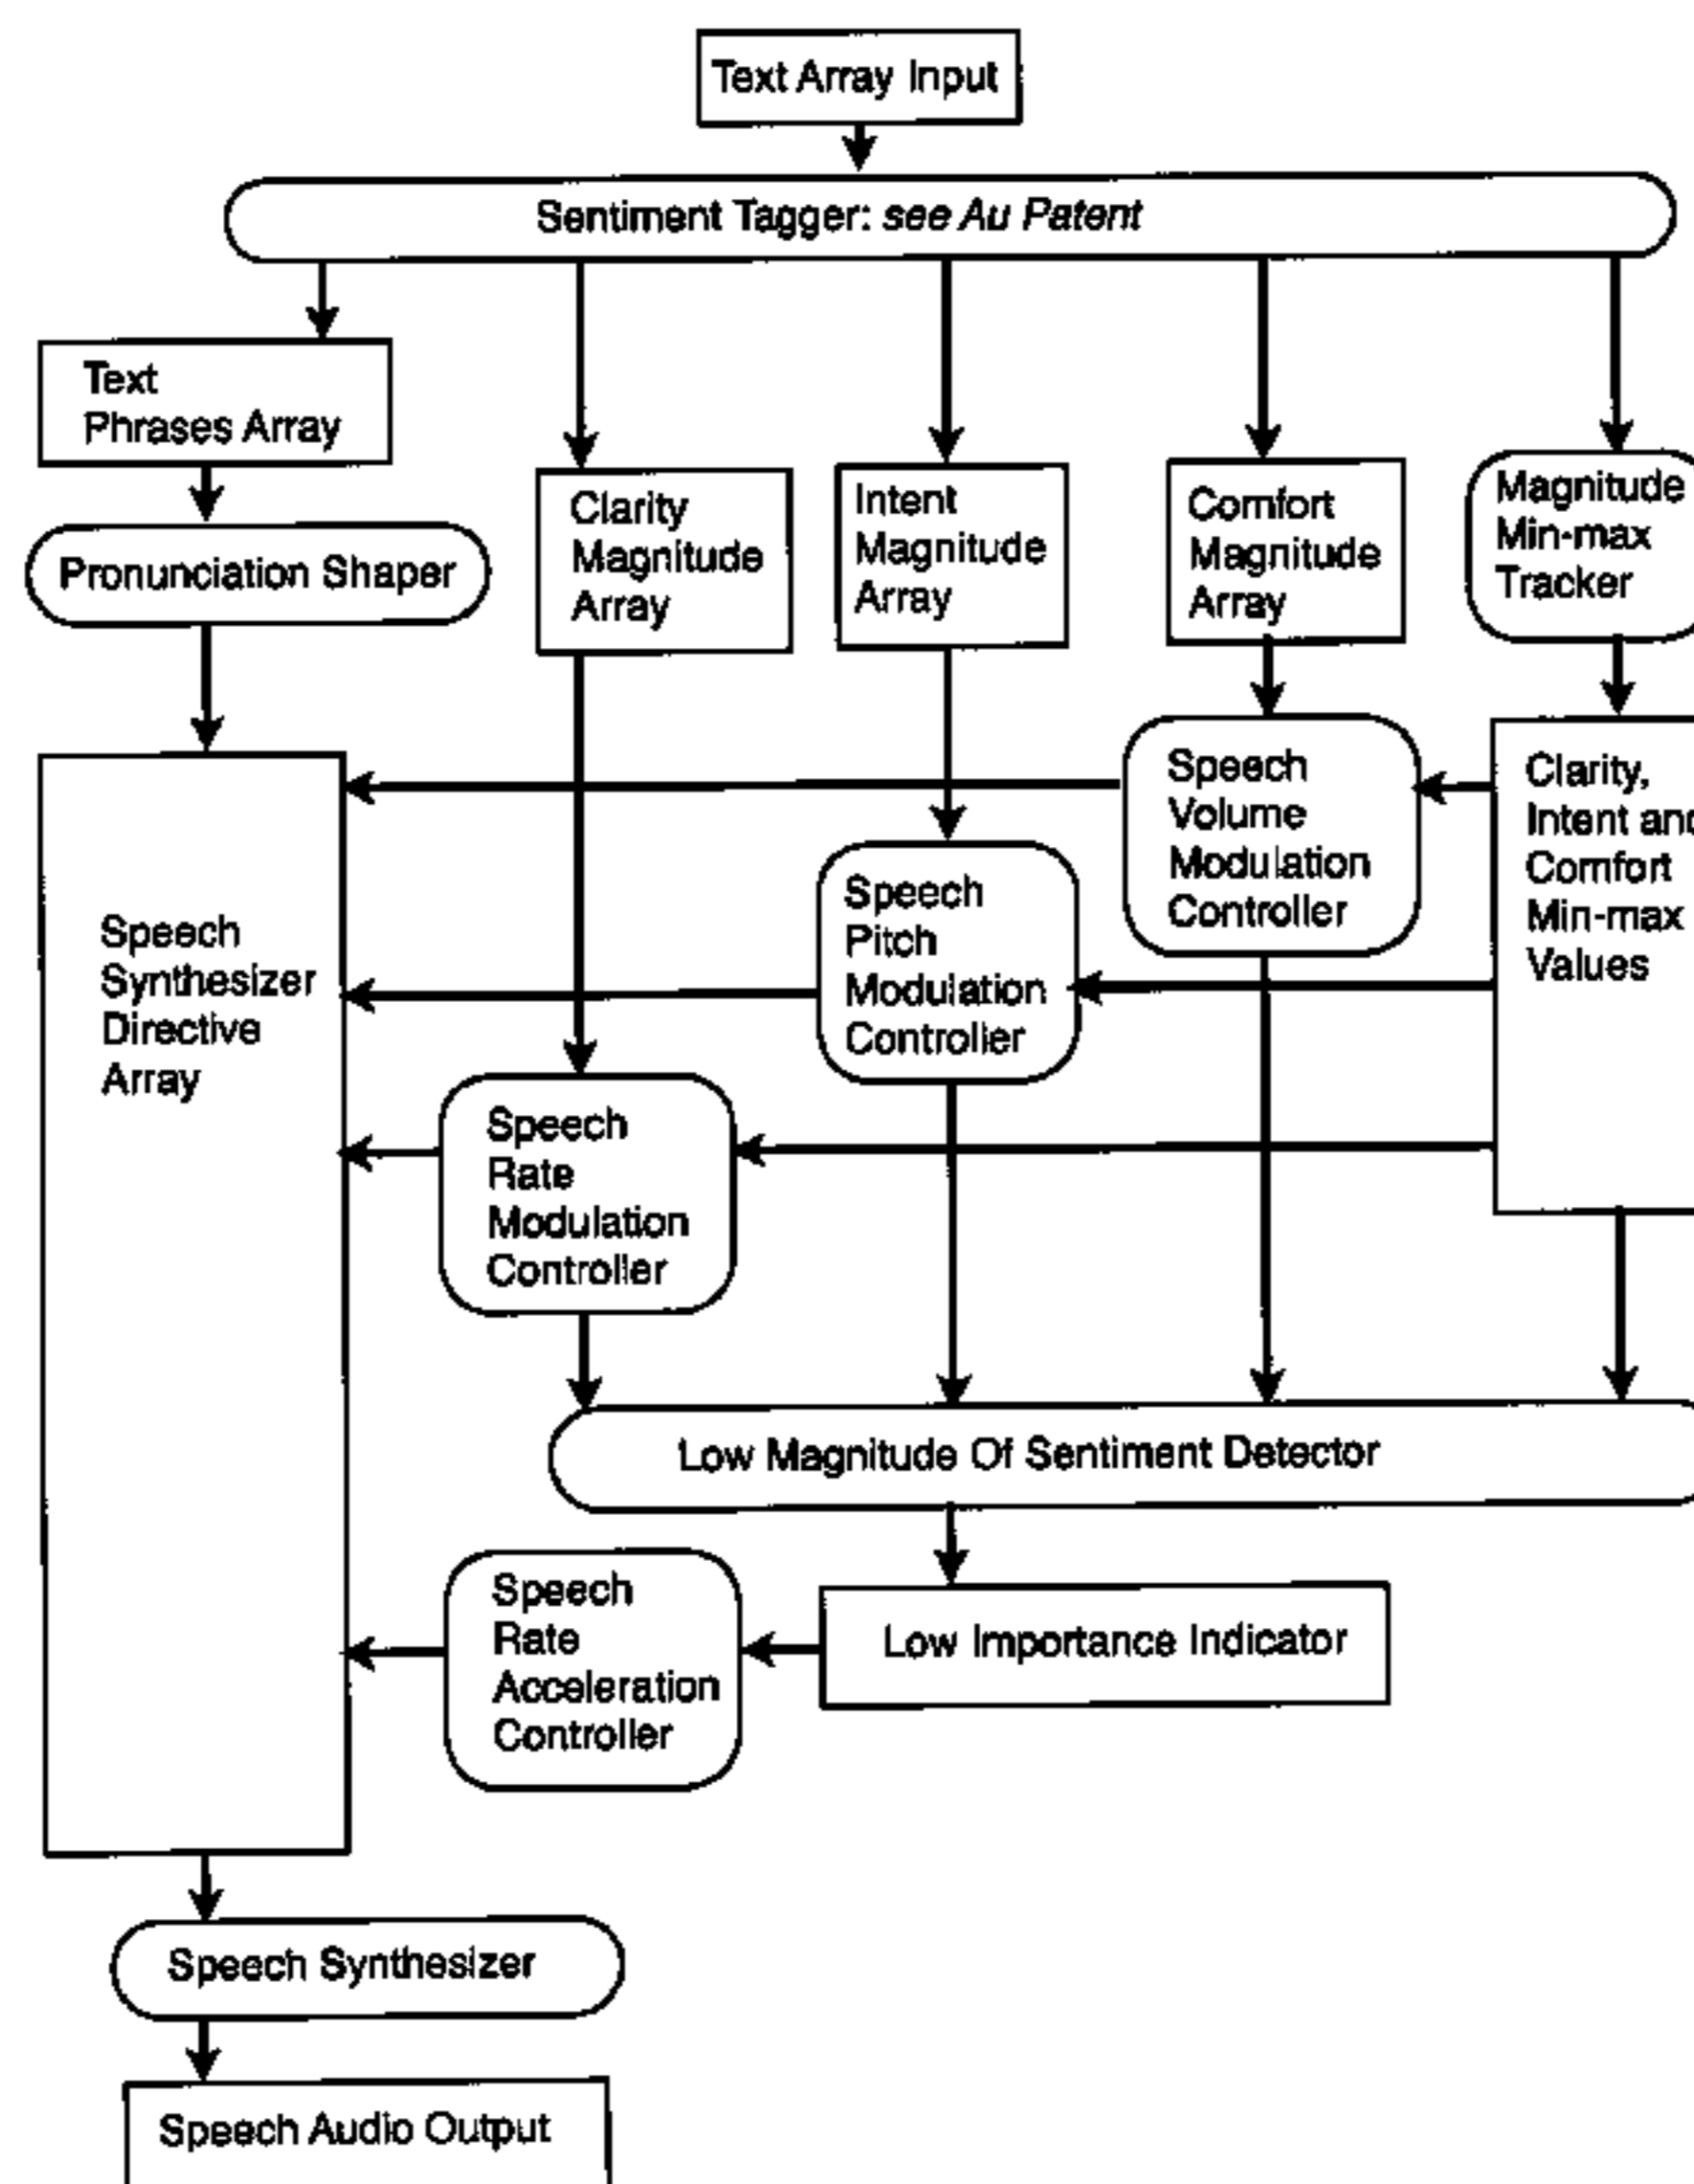 Text Array Input
Sentiment Tagger: see Au Patent
Text
Phrases Array
Pronunciation Shaper
Clarity
Magnitude
Array
Intent
Magnitude
Array
Comfort
Magnitude
Array
Magnitude
Min-max
Tracker
Speech
Volume
Modulation
Controller
Clarity,
Intent and
Comfort
Min-max
Values
Speech
Pitch
Modulation
Controller
Speech
Synthesizer
Directive
Array
Speech
Rate
Modulation
Controller
Low Magnitude Of Sentiment Detector
Speech
Rate
Acceleration
Controller
Low Importance Indicator
Speech Synthesizer
Speech Audio Output